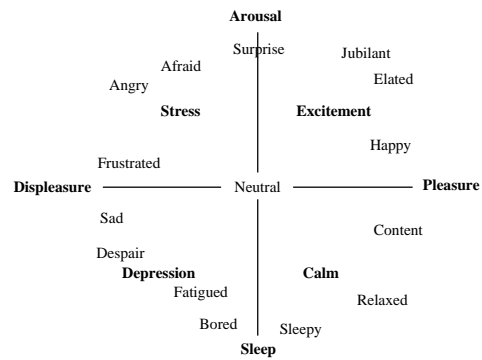 Arousal
Surprise
Jubilant
Afraid
Elated
Angry
Stress
Excitement
Happy
Frustrated
Displeasure
Neutral
Pleasure
Sad
Content
Despair
Depression
Calm
Fatigued
Relaxed
Bored
Sleepy
Sleep